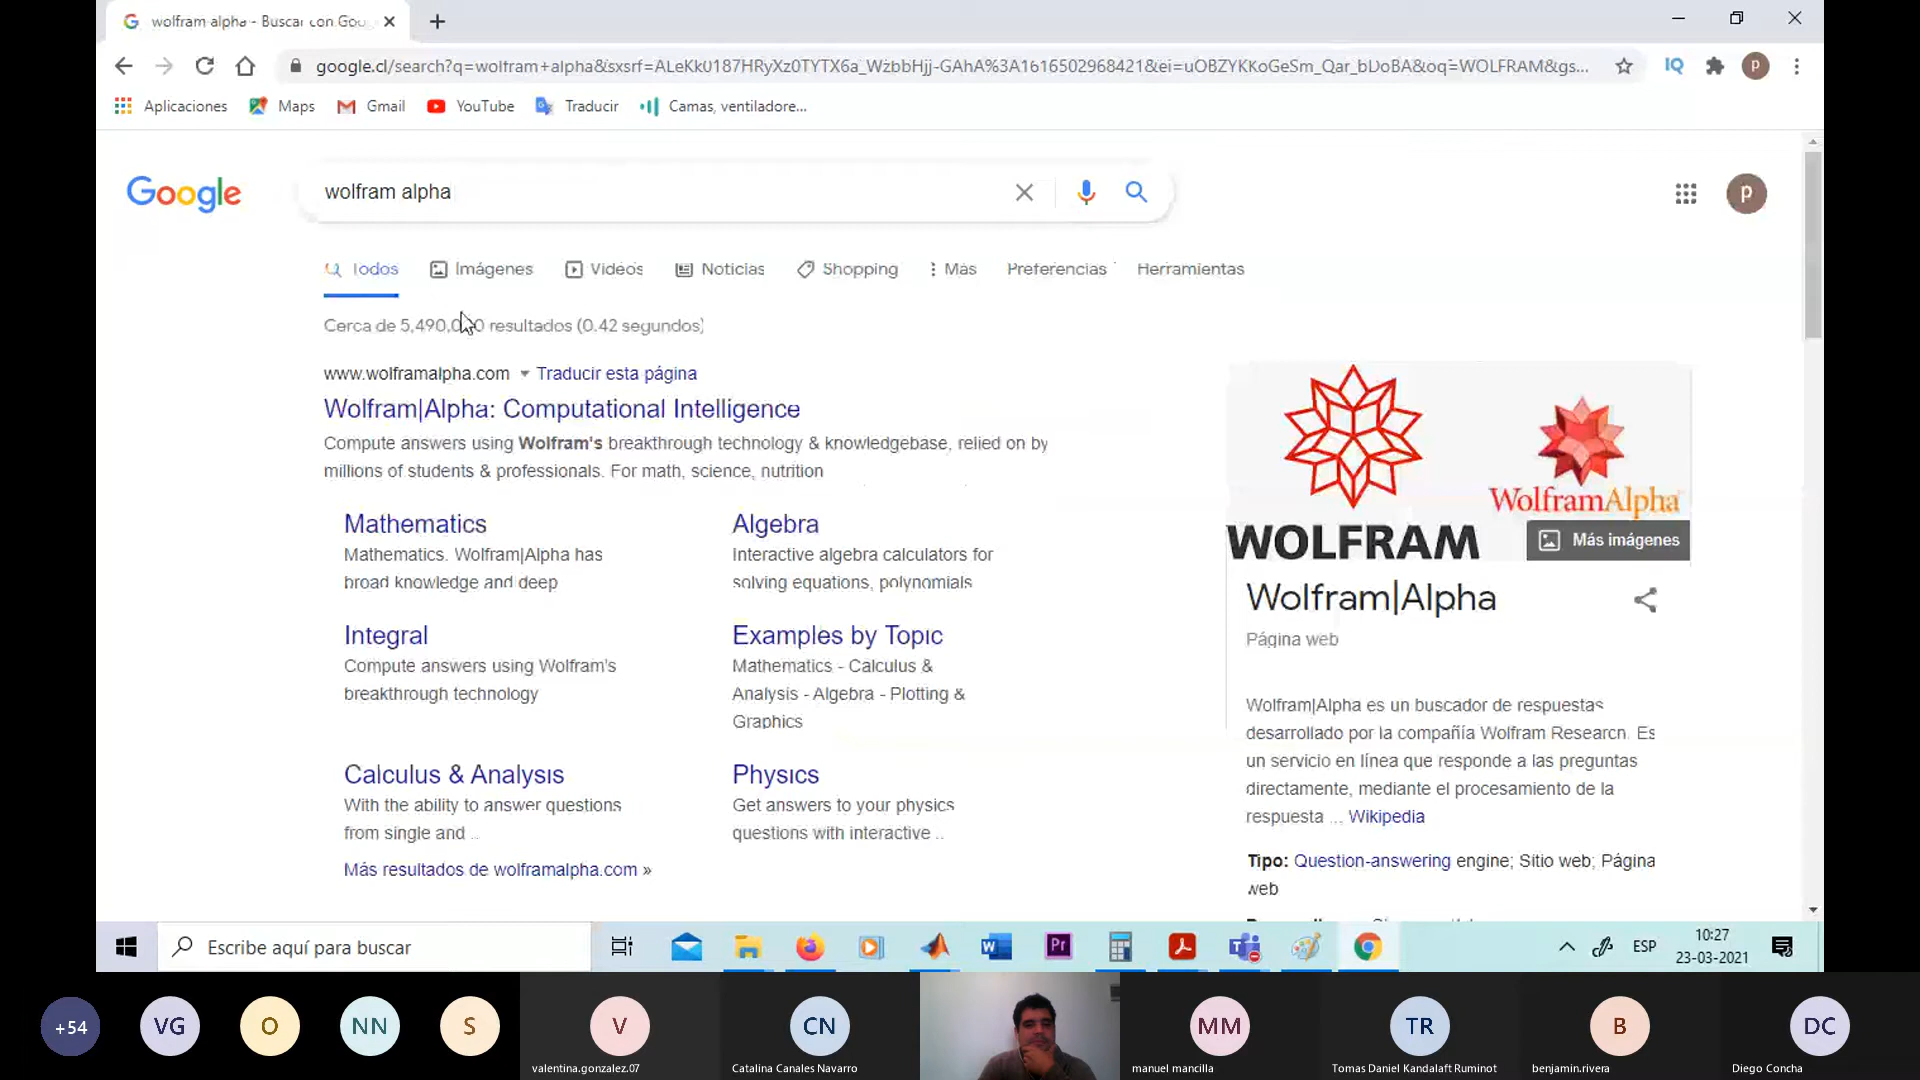 wolfram alpha - Buscar con Goo
google.cl/search?q=wolfram+alpha&sxsrf=ALeKk0187HRyXz0TYTX6a_WzbbHjj-GAhA%3A1616502968421&ei=uOBZYKKoGeSm_Qar_bDoBA&oq=WOLFRAM&gs...
IQ
p
Aplicaciones
Maps
Gmail
YouTube
Traducir
Camas, ventiladore...
Google
wolfram alpha
p
Todos
Imágenes
Videos
Noticias
Shopping
Más
Preferencias
Herramientas
resultados (0.42 segundos)
www.wolframalpha.com
Traducir esta página
Wolfram|Alpha: Computational Intelligence
Compute answers using Wolfram's breakthrough technology & knowledgebase, relied on by
millions of students & professionals. For math, science, nutrition
Mathematics
Mathematics. Wolfram|Alpha has
broad knowledge and deep
Algebra
Interactive algebra calculators for
solving equations, polynomials
Integral
Compute answers using Wolfram's
breakthrough technology
Examples by Topic
Mathematics - Calculus &
Analysis - Algebra - Plotting &
Graphics
Calculus & Analysis
With the ability to answer questions
from single and ..
Physics
Get answers to your physics
questions with interactive ..
Más resultados de wolframalpha.com »
WOLFRAM
WolframAlpha
Más imágenes
Wolfram|Alpha
Página web
Wolfram|Alpha es un buscador de respuestas
desarrollado por la compañía Wolfram Research. Es
un servicio en línea que responde a las preguntas
directamente, mediante el procesamiento de la
respuesta ... Wikipedia
Tipo: Question-answering engine; Sitio web; Página
web
Escribe aquí para buscar
W
Pr
ESP
10:27
23-03-2021
+54
VG
O
NN
S
V
CN
MM
TR
B
DC
valentina.gonzalez.07
Catalina Canales Navarro
manuel mancilla
Tomas Daniel Kandalaft Ruminot
benjamin.rivera
Diego Concha